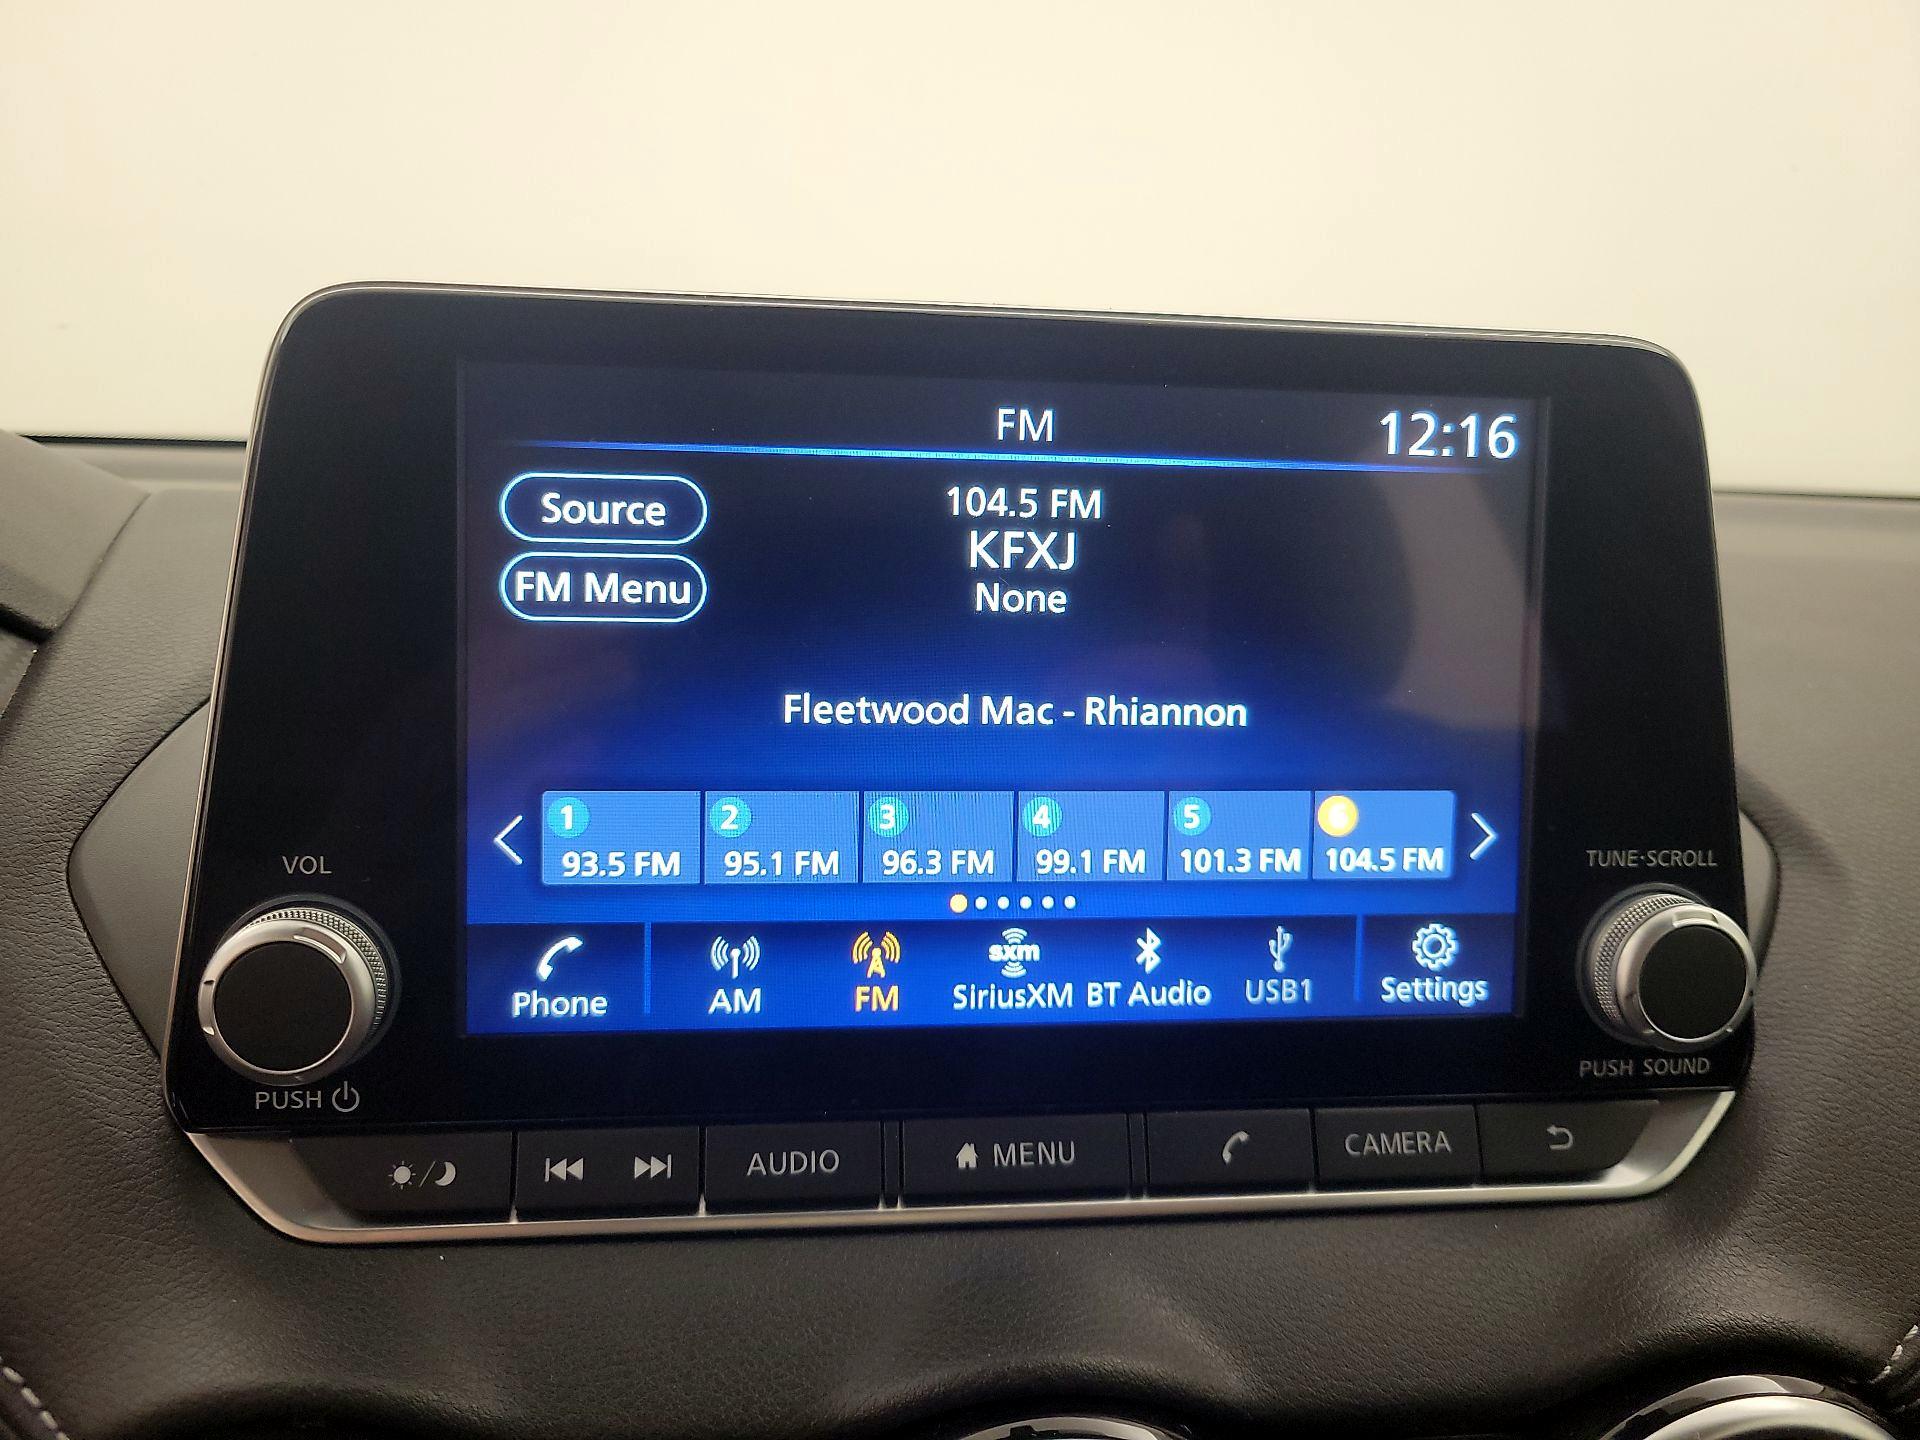 FM
12:16
Source
104.5 FM
KFXJ
FM Menu
None
Fleetwood Mac - Rhiannon
1
2
3
4
5
6
93.5 FM
95.1 FM
96.3 FM
99.1 FM
101.3 FM
104.5 FM
VOL
TUNE·SCROLL
Phone
AM
FM
sxm
SiriusXM
BT Audio
USB1
Settings
PUSH
PUSH SOUND
AUDIO
MENU
CAMERA